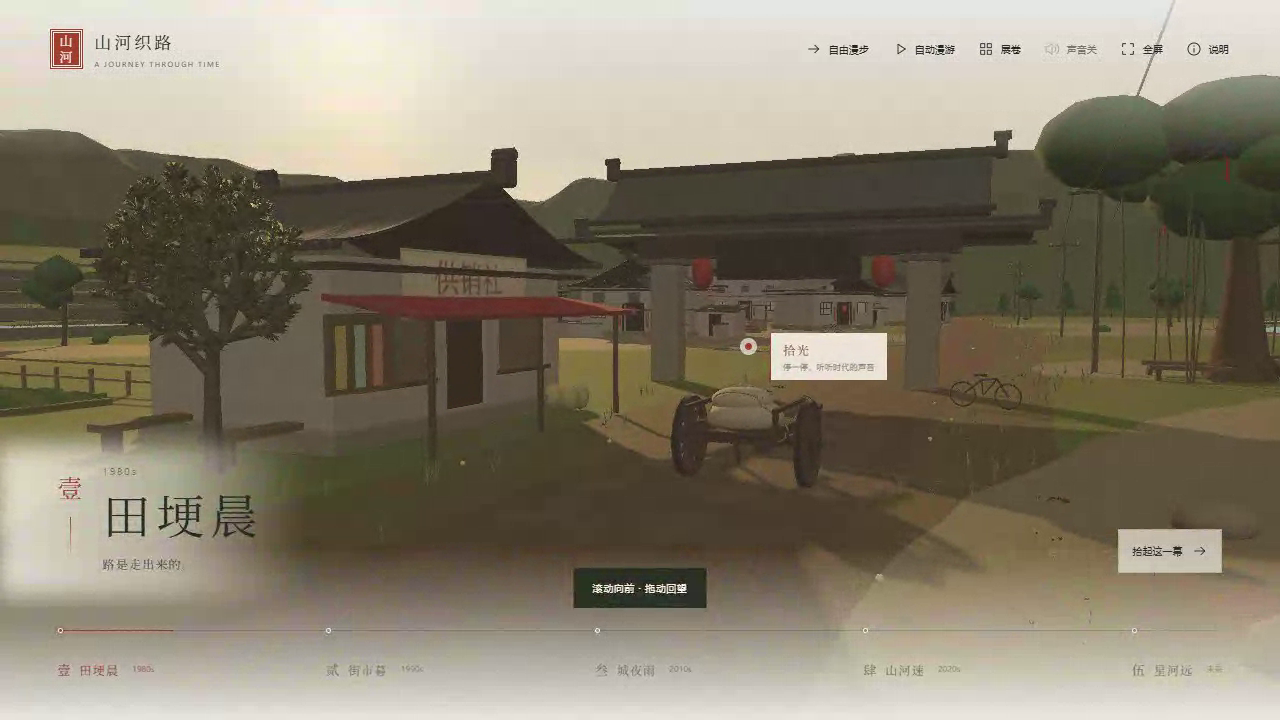 山河
山河织路
A JOURNEY THROUGH TIME
自由漫步
自动漫游
展卷
声音关
全屏
说明
供销社
拾光
停一停，听听时代的声音
壹
1980s
田埂晨
路是走出来的
拾起这一幕
滚动向前 · 拖动回望
壹 田埂晨 1980s
贰 街市暮 1990s
叁 城夜雨 2010s
肆 山河速 2020s
伍 星河远 未来